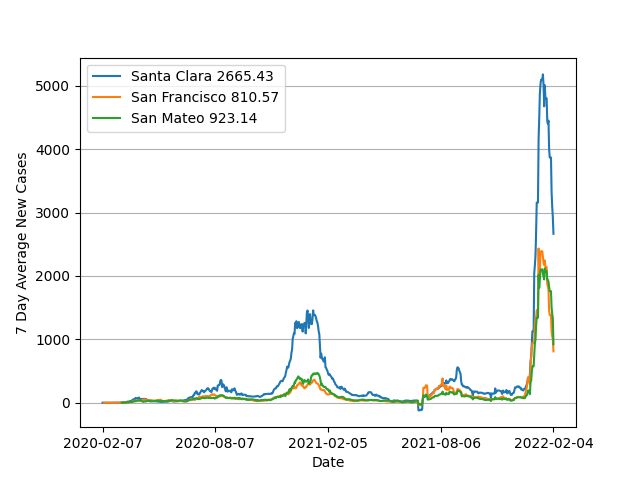 Santa Clara 2665.43
San Francisco 810.57
San Mateo 923.14
5000
4000
3000
2000
1000
0
7 Day Average New Cases
2020-02-07 2020-08-07 2021-02-05 2021-08-06 2022-02-04
Date